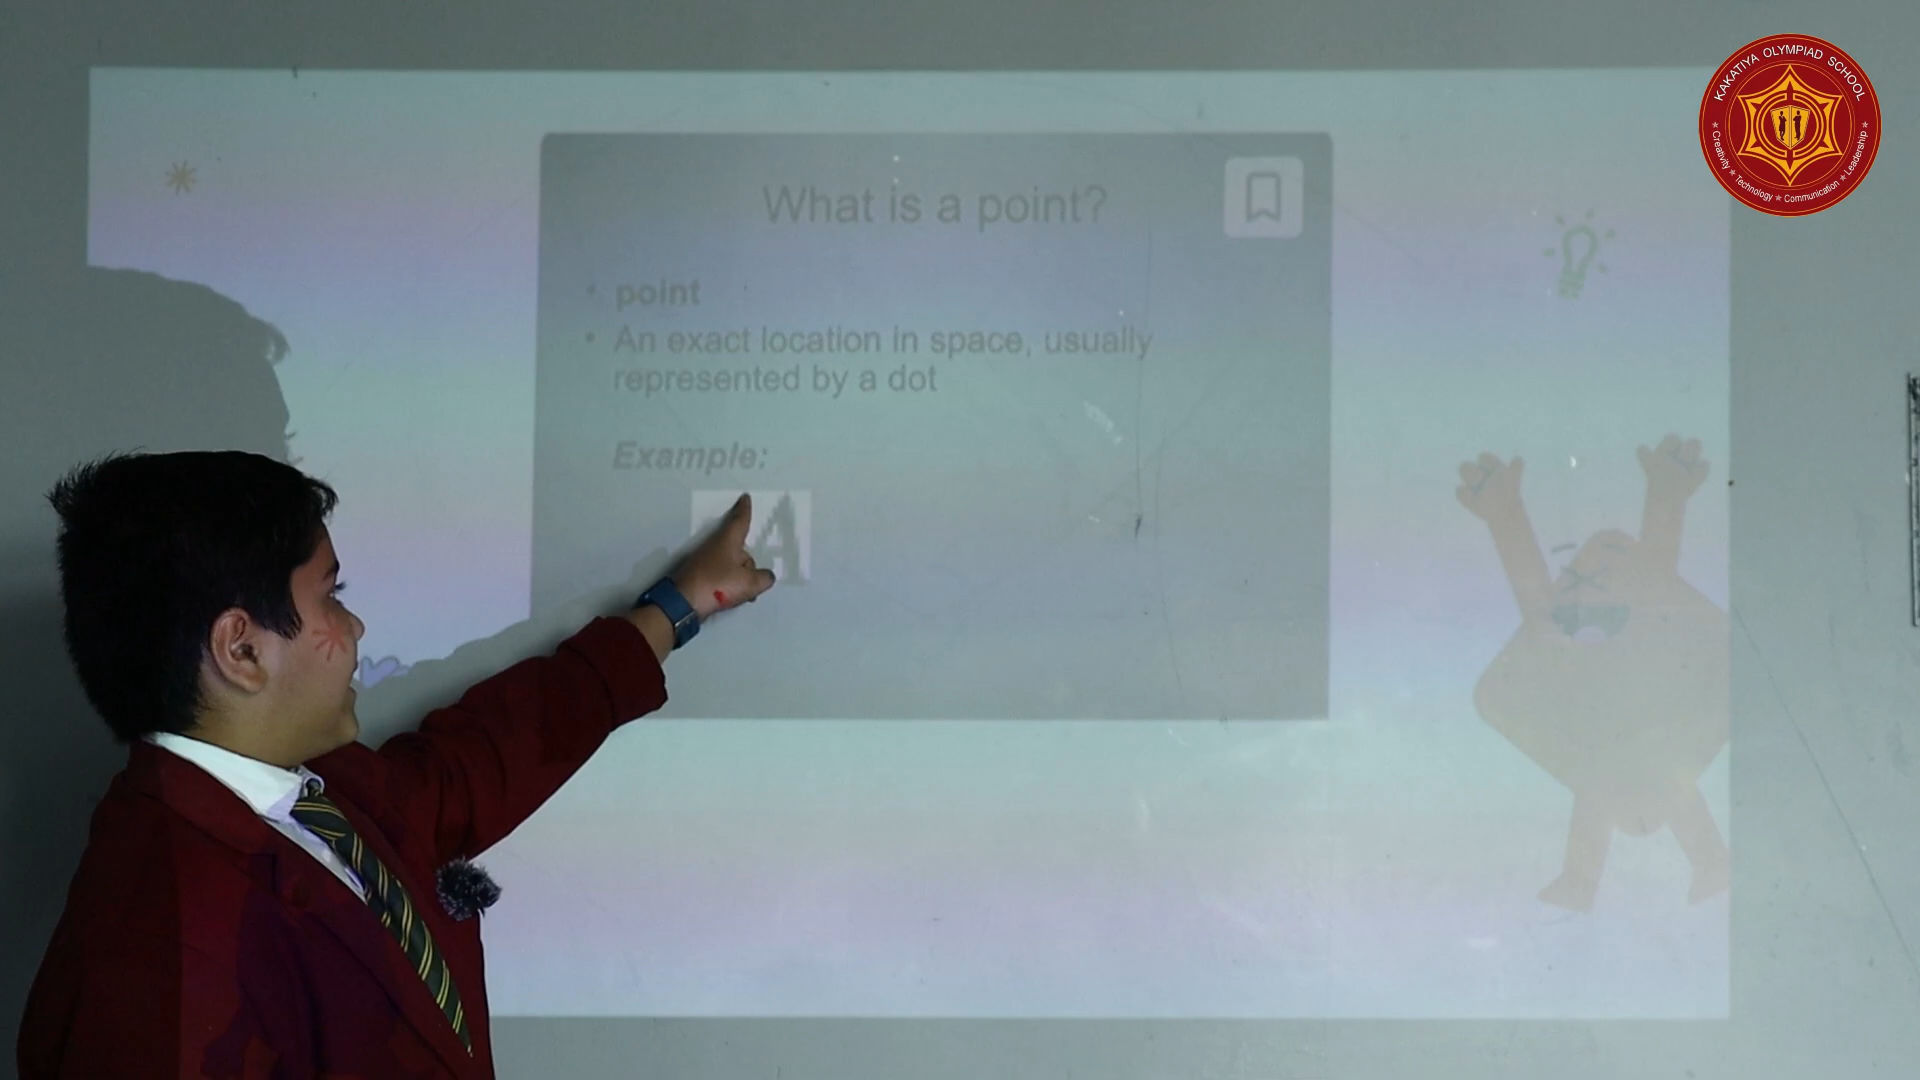 KAKATIYA OLYMPIAD SCHOOL
★ Creativity ★ Technology ★ Communication ★ Leadership ★
What is a point?
• point
• An exact location in space, usually
represented by a dot
Example:
A